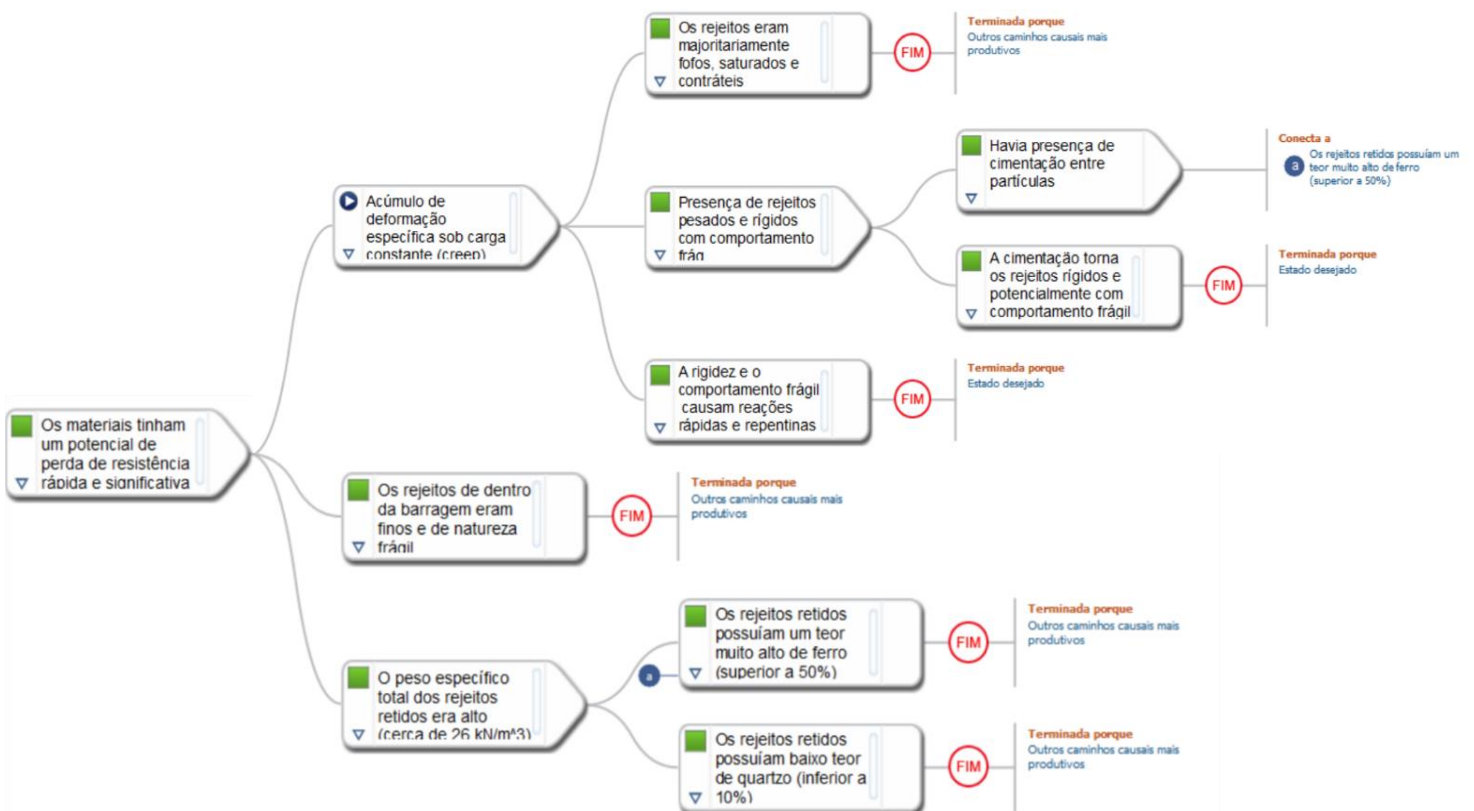 Os rejeitos eram
majoritariamente
fofos, saturados e
contráteis
FIM
Terminada porque
Outros caminhos causais mais
produtivos
Havia presença de
cimentação entre
partículas
Conecta a
a
Os rejeitos retidos possuíam um
teor muito alto de ferro
(superior a 50%)
Acúmulo de
deformação
específica sob carga
constante (creep)
Presença de rejeitos
pesados e rígidos
com comportamento
frág
A cimentação torna
os rejeitos rígidos e
potencialmente com
comportamento frágil
FIM
Terminada porque
Estado desejado
A rigidez e o
comportamento frágil
causam reações
rápidas e repentinas
FIM
Terminada porque
Estado desejado
Os materiais tinham
um potencial de
perda de resistência
rápida e significativa
Os rejeitos de dentro
da barragem eram
finos e de natureza
frágil
FIM
Terminada porque
Outros caminhos causais mais
produtivos
O peso específico
total dos rejeitos
retidos era alto
(cerca de 26 kN/m^3)
a
Os rejeitos retidos
possuíam um teor
muito alto de ferro
(superior a 50%)
FIM
Terminada porque
Outros caminhos causais mais
produtivos
Os rejeitos retidos
possuíam baixo teor
de quartzo (inferior a
10%)
FIM
Terminada porque
Outros caminhos causais mais
produtivos